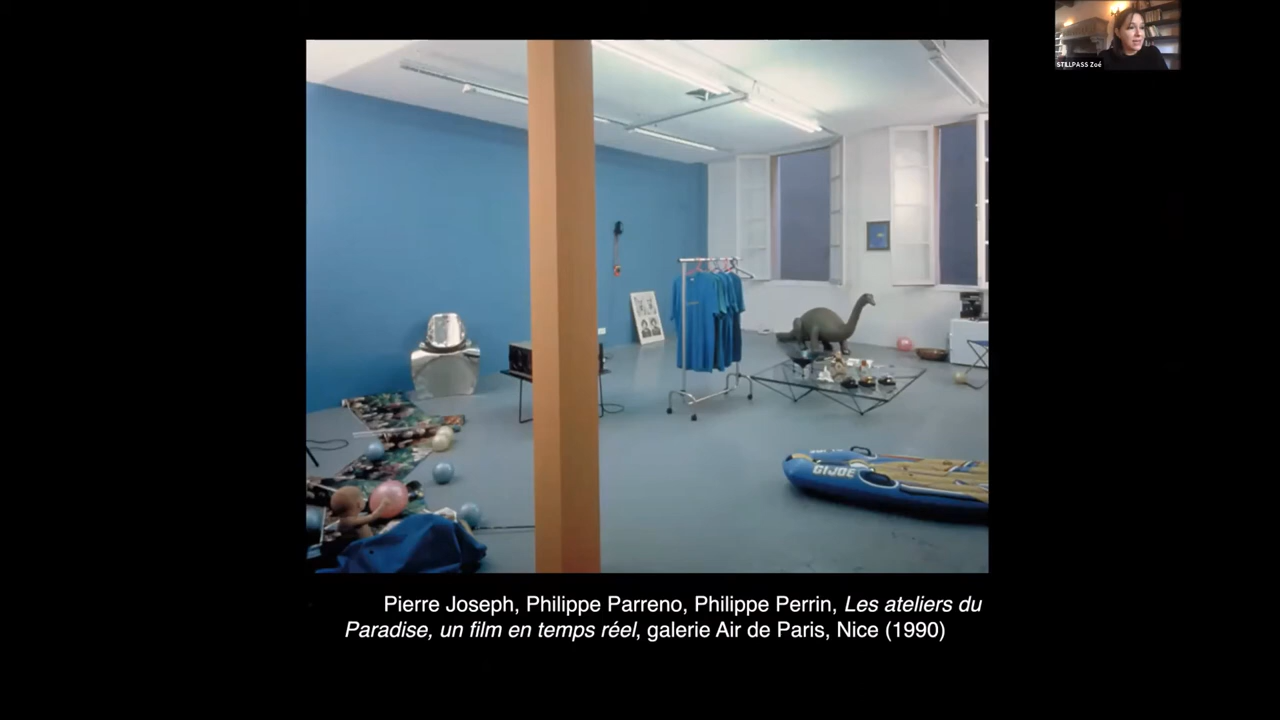 STILLPASS Zoé
GIJOE
Pierre Joseph, Philippe Parreno, Philippe Perrin, Les ateliers du
Paradise, un film en temps réel, galerie Air de Paris, Nice (1990)